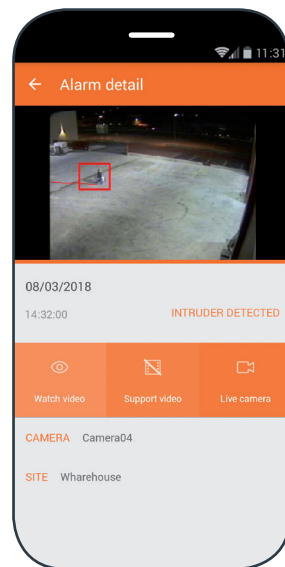 11:31
Alarm detail
08/03/2018
14:32:00 INTRUDER DETECTED
Watch video Support video Live camera
CAMERA Camera04
SITE Wharehouse